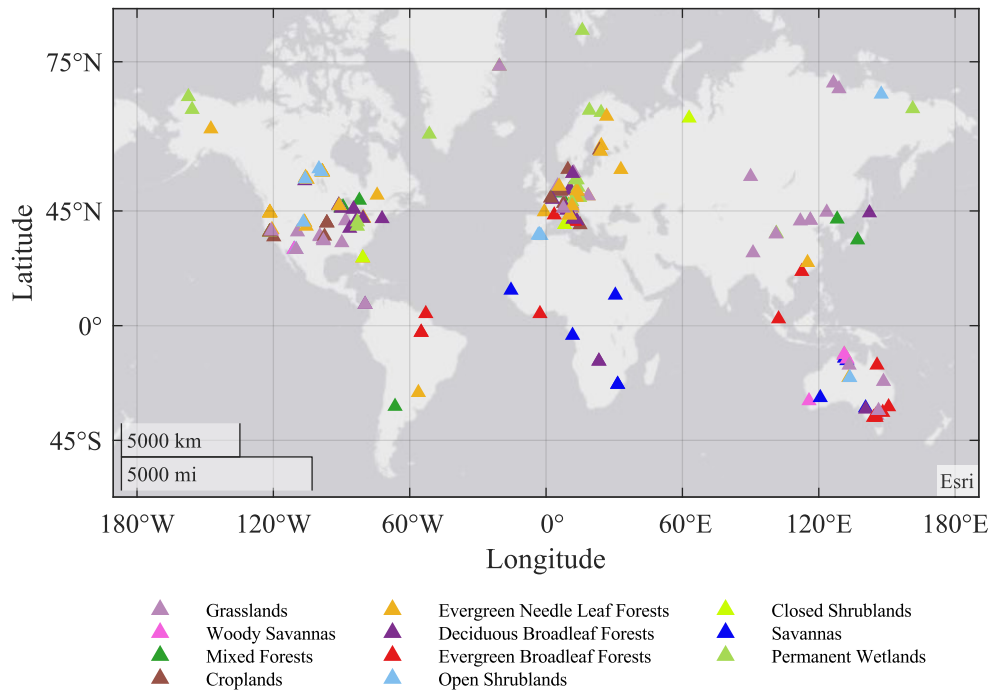 75°N
45°N
0°
45°S
Latitude
5000 km
5000 mi
Esri
180°W 120°W 60°W 0° 60°E 120°E 180°E
Longitude
Grasslands Evergreen Needle Leaf Forests Closed Shrublands
Woody Savannas Deciduous Broadleaf Forests Savannas
Mixed Forests Evergreen Broadleaf Forests Permanent Wetlands
Croplands Open Shrublands